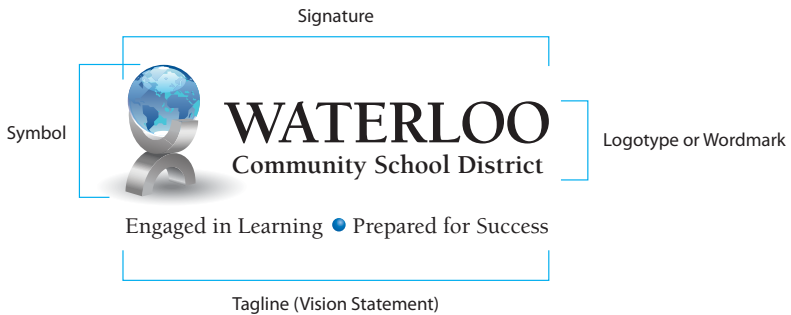 Signature
Symbol
WATERLOO
Community School District
Logotype or Wordmark
Engaged in Learning • Prepared for Success
Tagline (Vision Statement)